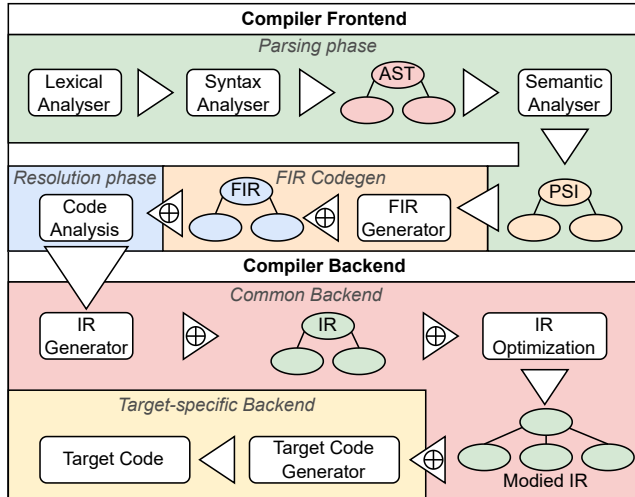 Compiler Frontend
Parsing phase
Lexical
Analyser
Syntax
Analyser
AST
Semantic
Analyser
Resolution phase
FIR Codegen
Code
Analysis
FIR
FIR
Generator
PSI
Compiler Backend
Common Backend
IR
Generator
IR
IR
Optimization
Target-specific Backend
Target Code
Target Code
Generator
Modied IR